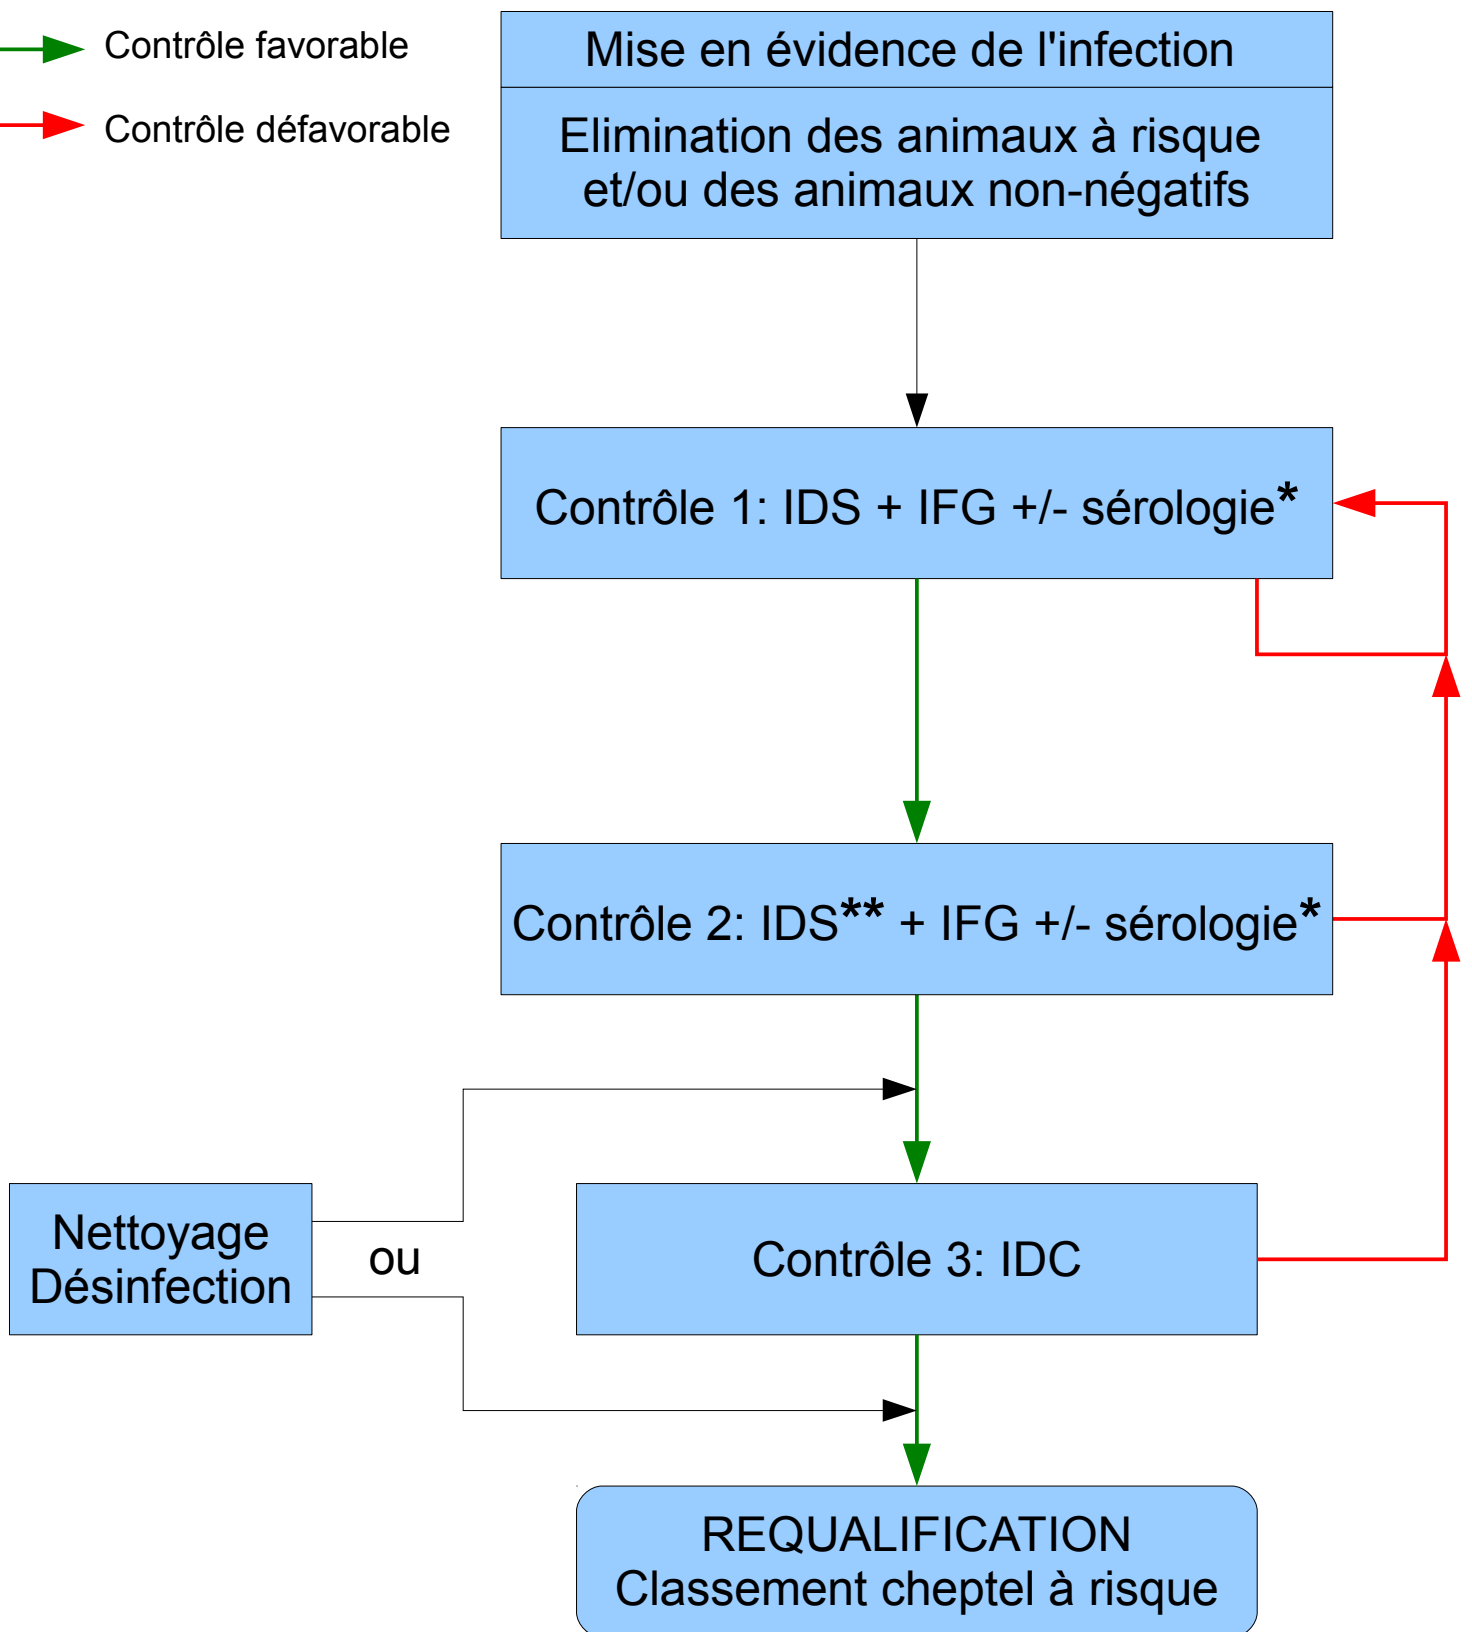 Contrôle favorable
Contrôle défavorable
Mise en évidence de l'infection
Elimination des animaux à risque
et/ou des animaux non-négatifs
Contrôle 1: IDS + IFG +/- sérologie*
Contrôle 2: IDS** + IFG +/- sérologie*
Nettoyage
Désinfection
ou
Contrôle 3: IDC
REQUALIFICATION
Classement cheptel à risque